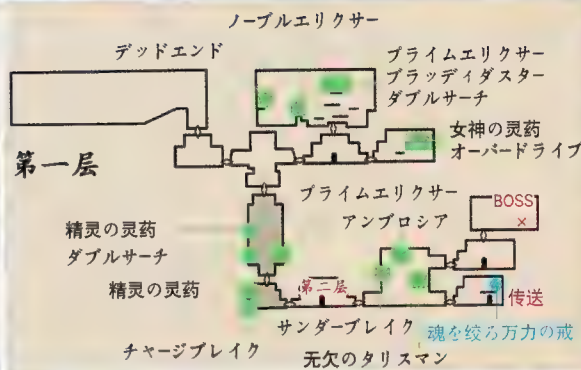 ノーブルエリクサー
デッドエンド
プライムエリクサー
ブラッディダスター
ダブルサーチ
女神の灵药
オーバードライブ
第一层
プライムエリクサー
アンブロシア
BOSS
×
精灵の灵药
ダブルサーチ
精灵の灵药
第二层
传送
サンダーブレイク
魂を绞る万力の戒
チャージブレイク
无欠のタリスマン